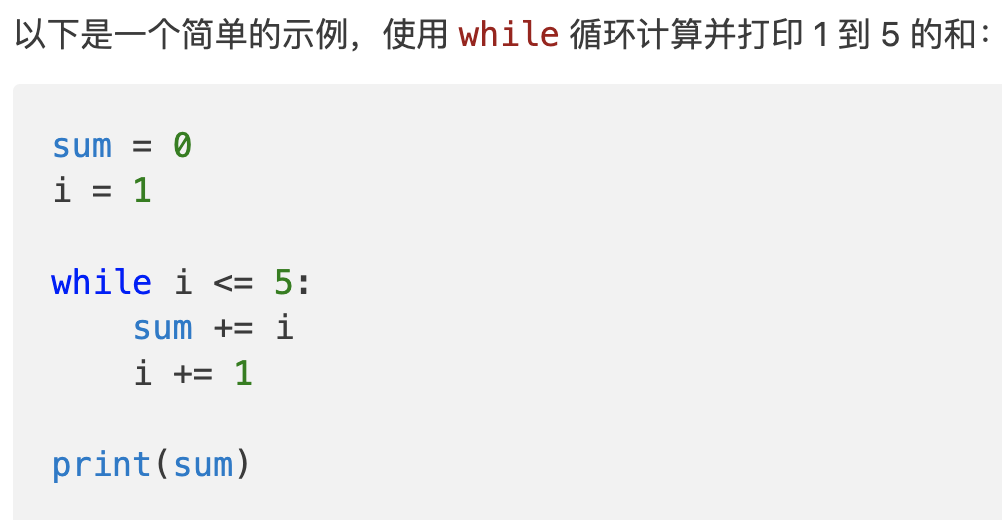 以下是一个简单的示例，使用 while 循环计算并打印 1 到 5 的和：
sum = 0
i = 1
while i <= 5:
    sum += i
    i += 1
print(sum)